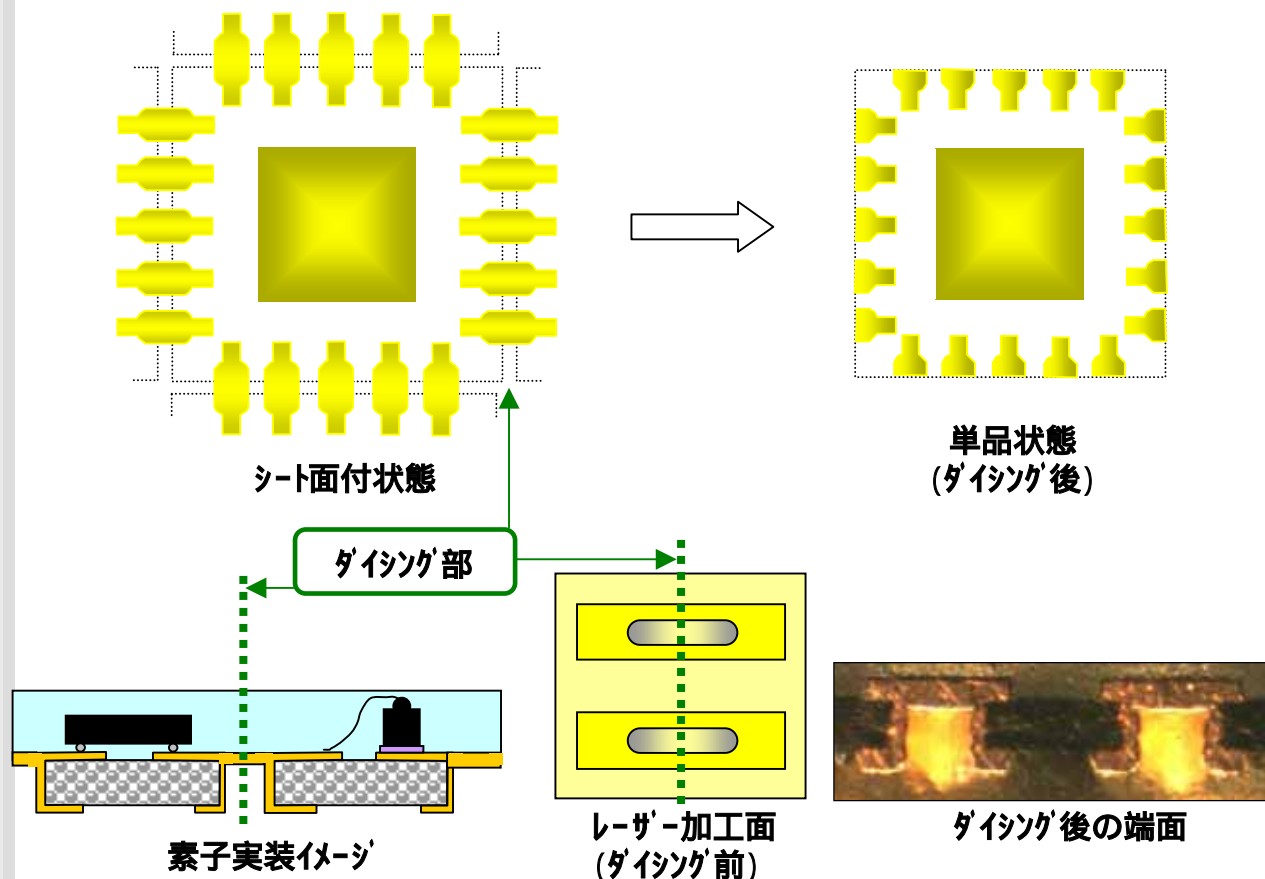 シート面付状態
単品状態
(ﾀﾞｲｼﾝｸﾞ後)
ﾀﾞｲｼﾝｸﾞ部
素子実装ｲﾒｰｼﾞ
ﾚｰｻﾞｰ加工面
(ﾀﾞｲｼﾝｸﾞ前)
ﾀﾞｲｼﾝｸﾞ後の端面